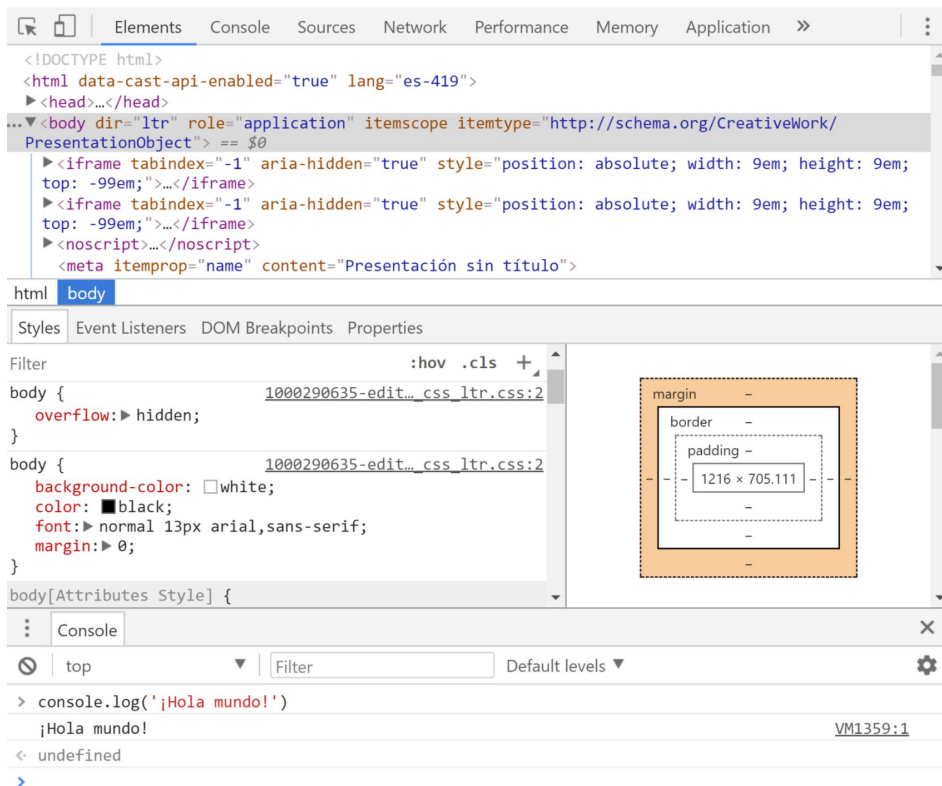 Elements Console Sources Network Performance Memory Application »
<!DOCTYPE html>
<html data-cast-api-enabled="true" lang="es-419">
▶<head>…</head>
…▼<body dir="ltr" role="application" itemscope itemtype="http://schema.org/CreativeWork/
PresentationObject"> == $0
▶<iframe tabindex="-1" aria-hidden="true" style="position: absolute; width: 9em; height: 9em;
top: -99em;">…</iframe>
▶<iframe tabindex="-1" aria-hidden="true" style="position: absolute; width: 9em; height: 9em;
top: -99em;">…</iframe>
▶<noscript>…</noscript>
<meta itemprop="name" content="Presentación sin título">
html body
Styles Event Listeners DOM Breakpoints Properties
Filter :hov .cls +
body { 1000290635-edit…_css_ltr.css:2
overflow:▶ hidden;
}
body { 1000290635-edit…_css_ltr.css:2
background-color: white;
color: black;
font:▶ normal 13px arial,sans-serif;
margin:▶ 0;
}
body[Attributes Style] {
margin –
border –
padding –
– – – 1216 × 705.111 – – –
–
–
–
Console
top ▼ Filter Default levels ▼
> console.log('¡Hola mundo!')
¡Hola mundo! VM1359:1
<· undefined
>